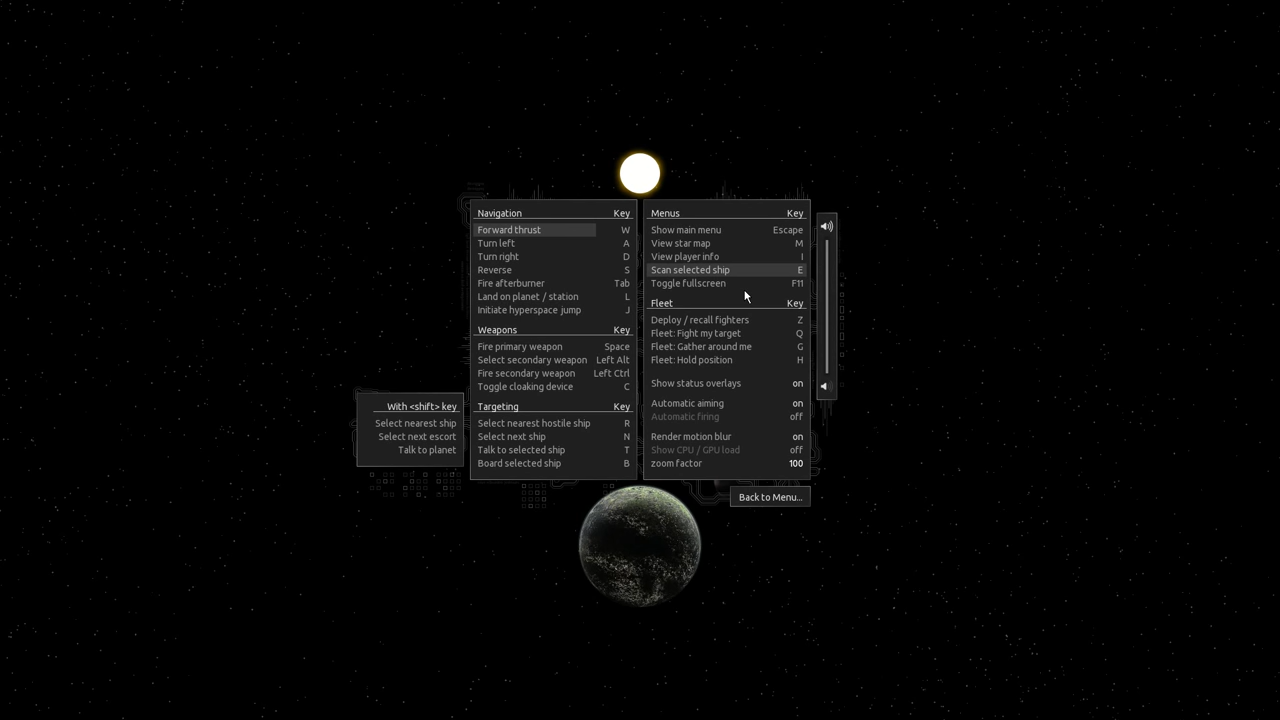 Navigation Key
Forward thrust W
Turn left A
Turn right D
Reverse S
Fire afterburner Tab
Land on planet / station L
Initiate hyperspace jump J
Weapons Key
Fire primary weapon Space
Select secondary weapon Left Alt
Fire secondary weapon Left Ctrl
Toggle cloaking device C
Targeting Key
Select nearest hostile ship R
Select next ship N
Talk to selected ship T
Board selected ship B
With <shift> key
Select nearest ship
Select next escort
Talk to planet
Menus Key
Show main menu Escape
View star map M
View player info I
Scan selected ship E
Toggle fullscreen F11
Fleet Key
Deploy / recall fighters Z
Fleet: Fight my target Q
Fleet: Gather around me G
Fleet: Hold position H
Show status overlays on
Automatic aiming on
Automatic firing off
Render motion blur on
Show CPU / GPU load off
zoom factor 100
Back to Menu...